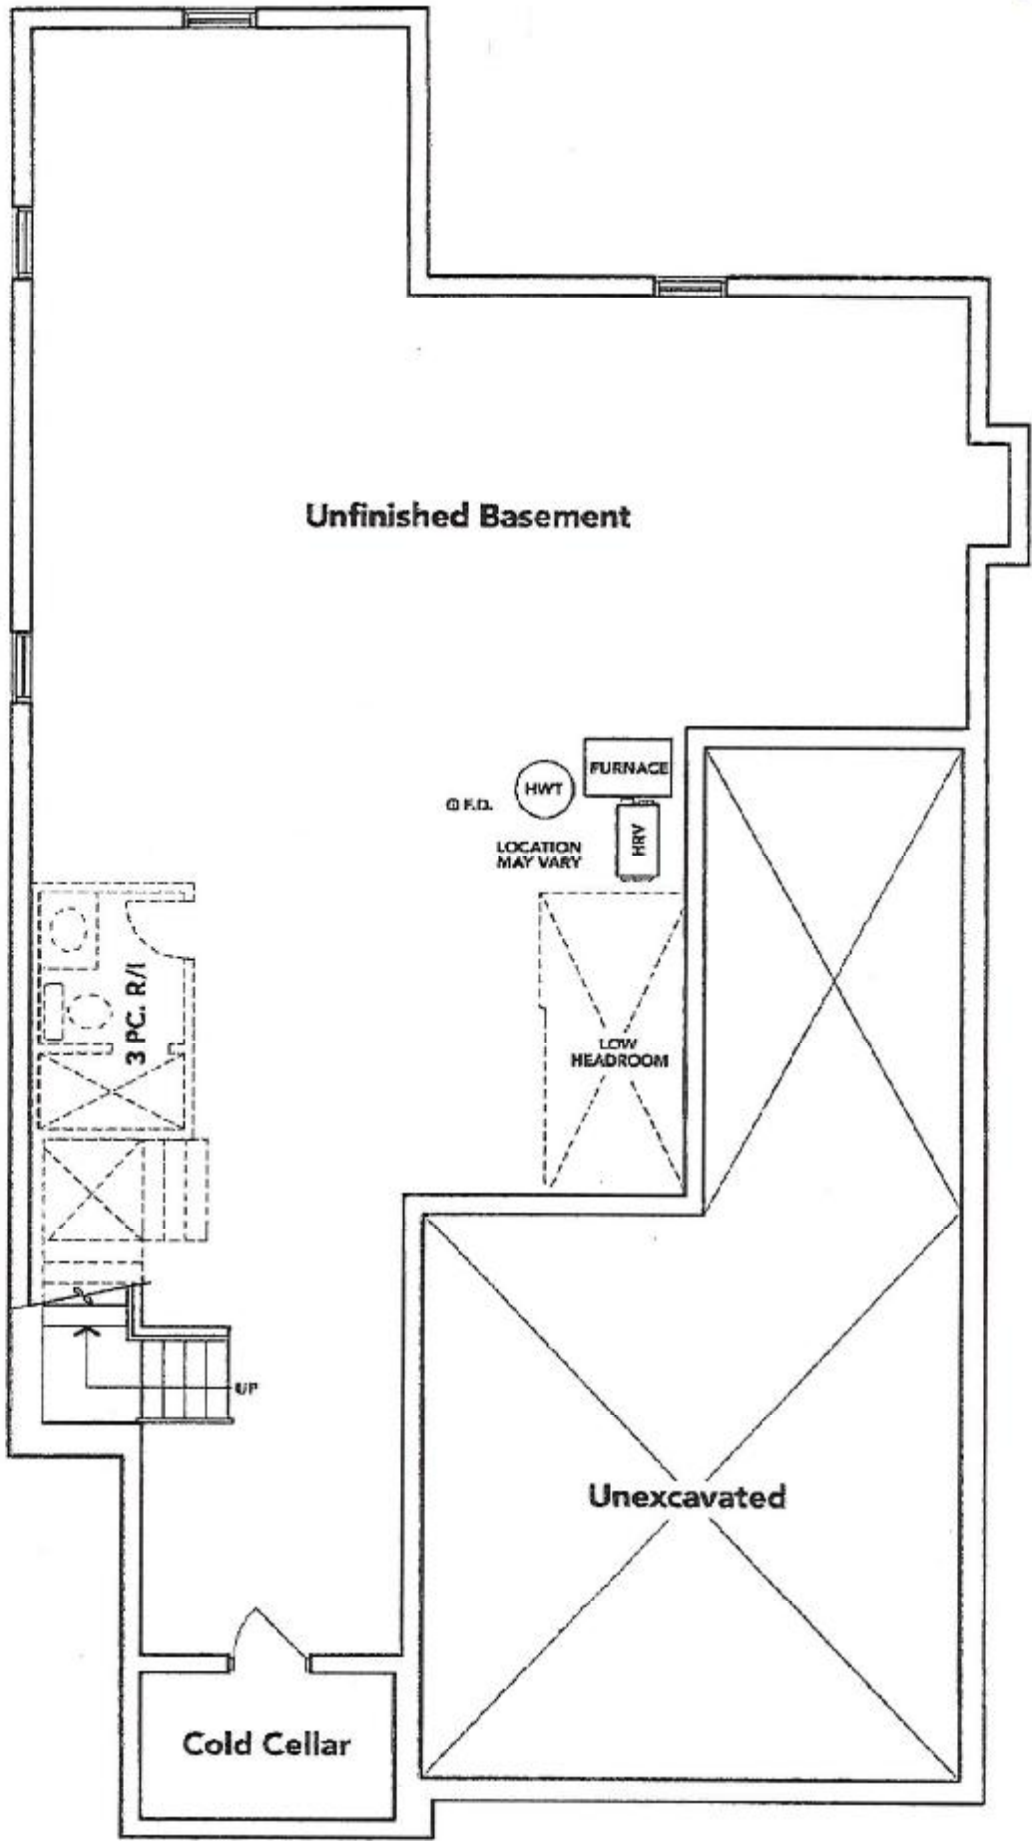 Unfinished Basement
FURNACE
HWT
F.D.
HRV
LOCATION
MAY VARY
3 PC. R/I
LOW
HEADROOM
UP
Unexcavated
Cold Cellar